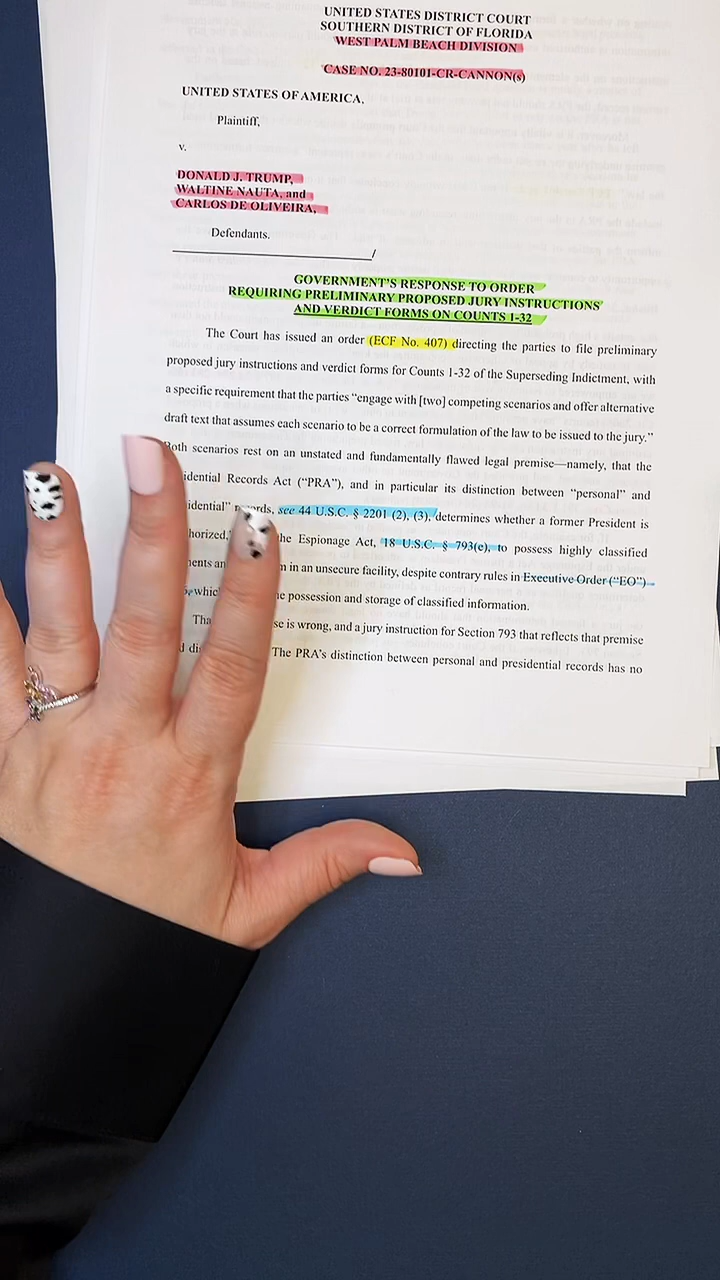 UNITED STATES DISTRICT COURT
SOUTHERN DISTRICT OF FLORIDA
WEST PALM BEACH DIVISION
CASE NO. 23-80101-CR-CANNON(s)
UNITED STATES OF AMERICA,
Plaintiff,
v.
DONALD J. TRUMP,
WALTINE NAUTA, and
CARLOS DE OLIVEIRA,
Defendants.
/
GOVERNMENT'S RESPONSE TO ORDER
REQUIRING PRELIMINARY PROPOSED JURY INSTRUCTIONS
AND VERDICT FORMS ON COUNTS 1-32
The Court has issued an order (ECF No. 407) directing the parties to file preliminary
proposed jury instructions and verdict forms for Counts 1-32 of the Superseding Indictment, with
a specific requirement that the parties “engage with [two] competing scenarios and offer alternative
draft text that assumes each scenario to be a correct formulation of the law to be issued to the jury.”
Both scenarios rest on an unstated and fundamentally flawed legal premise—namely, that the
idential Records Act (“PRA”), and in particular its distinction between “personal” and
idential” records, see 44 U.S.C. § 2201 (2), (3), determines whether a former President is
horized,” the Espionage Act, 18 U.S.C. § 793(e), to possess highly classified
ents an in an unsecure facility, despite contrary rules in Executive Order (“EO”)
whic e possession and storage of classified information.
Tha se is wrong, and a jury instruction for Section 793 that reflects that premise
The PRA's distinction between personal and presidential records has no